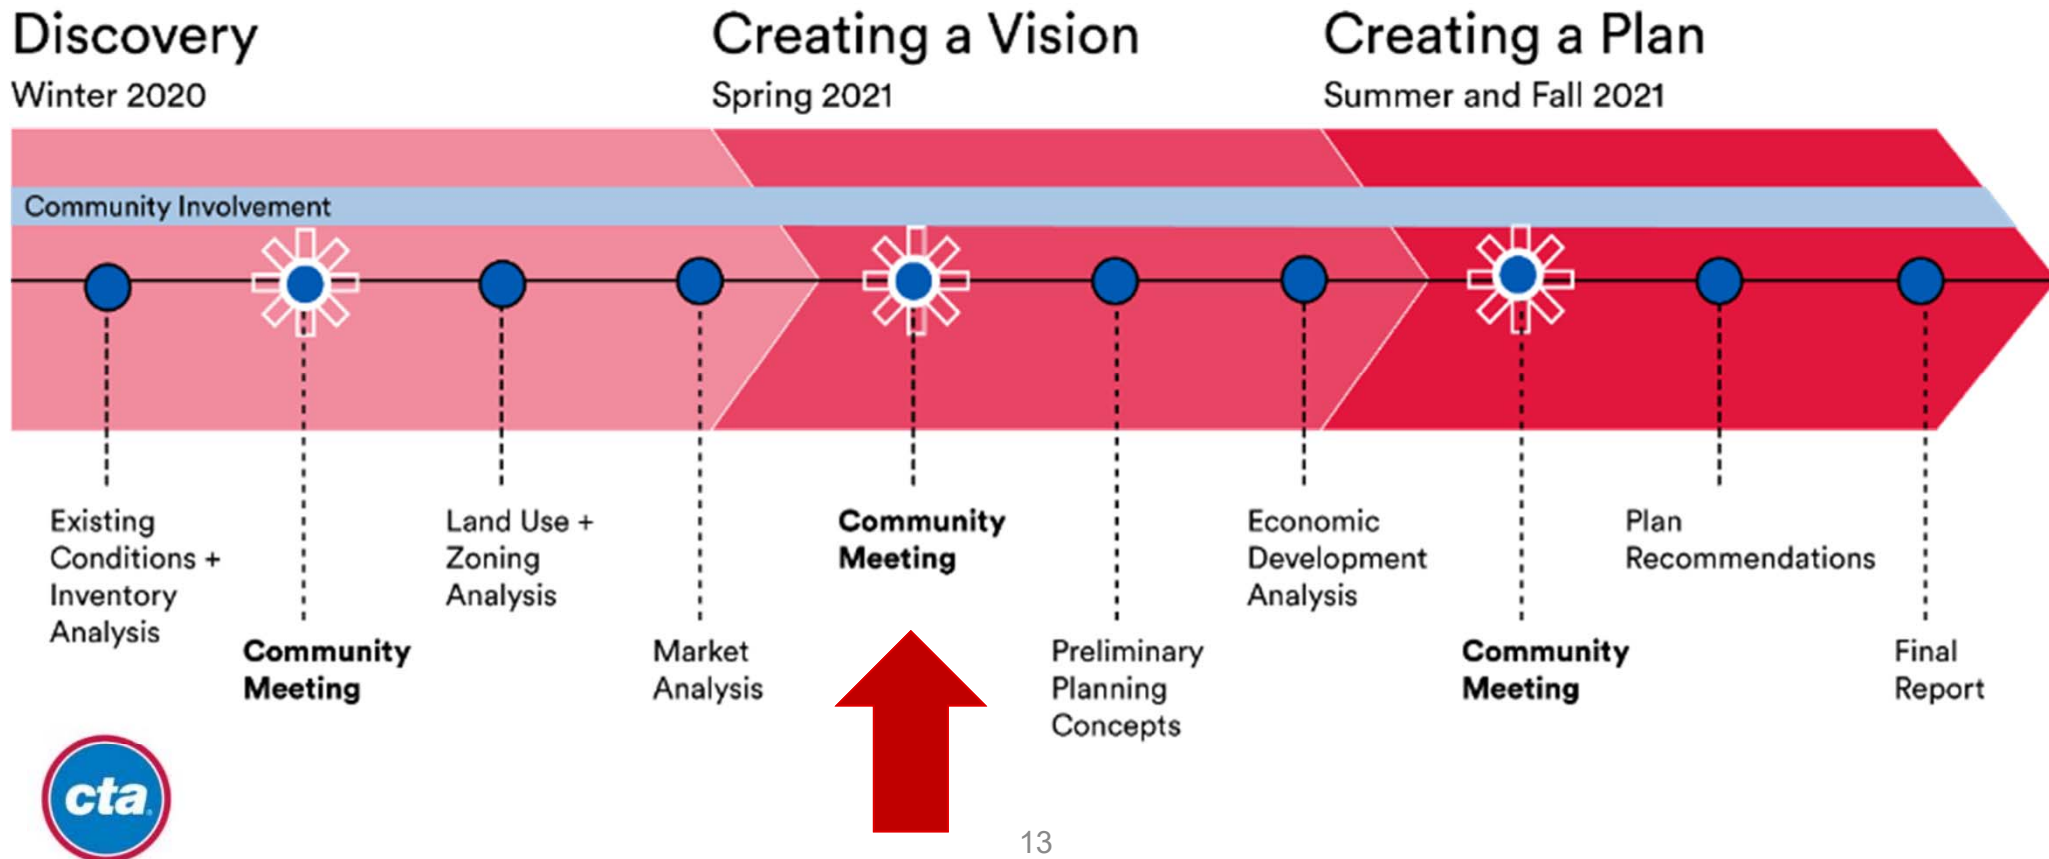 Discovery
Winter 2020
Creating a Vision
Spring 2021
Creating a Plan
Summer and Fall 2021
Community Involvement
Existing
Conditions +
Inventory
Analysis
Community
Meeting
Land Use +
Zoning
Analysis
Market
Analysis
Community
Meeting
Preliminary
Planning
Concepts
Economic
Development
Analysis
Community
Meeting
Plan
Recommendations
Final
Report
cta
13